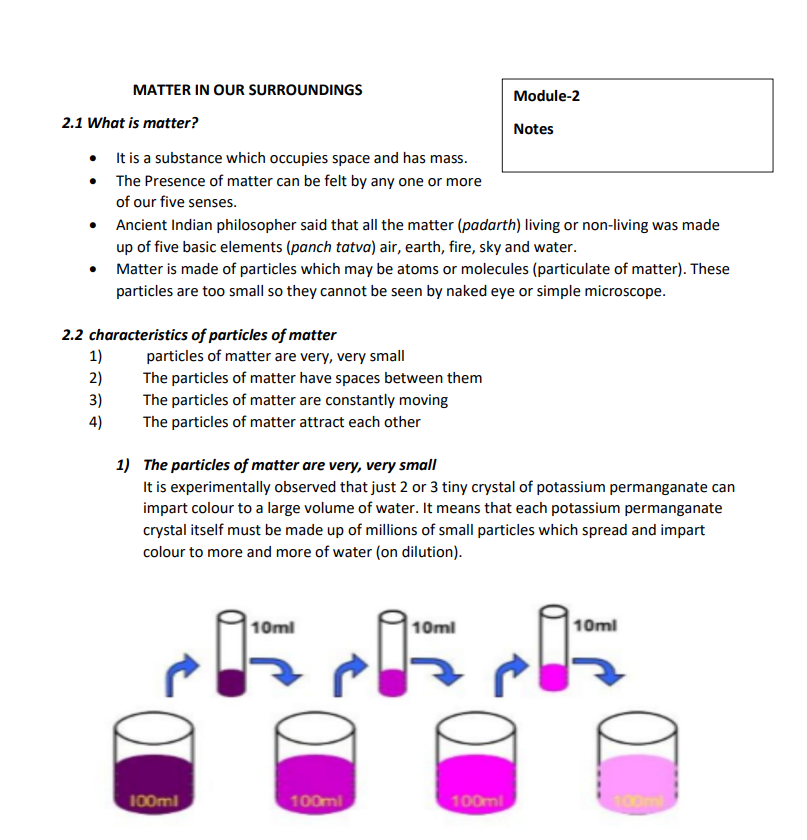 MATTER IN OUR SURROUNDINGS
Module-2
Notes
2.1 What is matter?
• It is a substance which occupies space and has mass.
• The Presence of matter can be felt by any one or more
of our five senses.
• Ancient Indian philosopher said that all the matter (padarth) living or non-living was made
up of five basic elements (panch tatva) air, earth, fire, sky and water.
• Matter is made of particles which may be atoms or molecules (particulate of matter). These
particles are too small so they cannot be seen by naked eye or simple microscope.
2.2 characteristics of particles of matter
1) particles of matter are very, very small
2) The particles of matter have spaces between them
3) The particles of matter are constantly moving
4) The particles of matter attract each other
1) The particles of matter are very, very small
It is experimentally observed that just 2 or 3 tiny crystal of potassium permanganate can
impart colour to a large volume of water. It means that each potassium permanganate
crystal itself must be made up of millions of small particles which spread and impart
colour to more and more of water (on dilution).
10ml 10ml 10ml
100ml 100ml 100ml 100ml